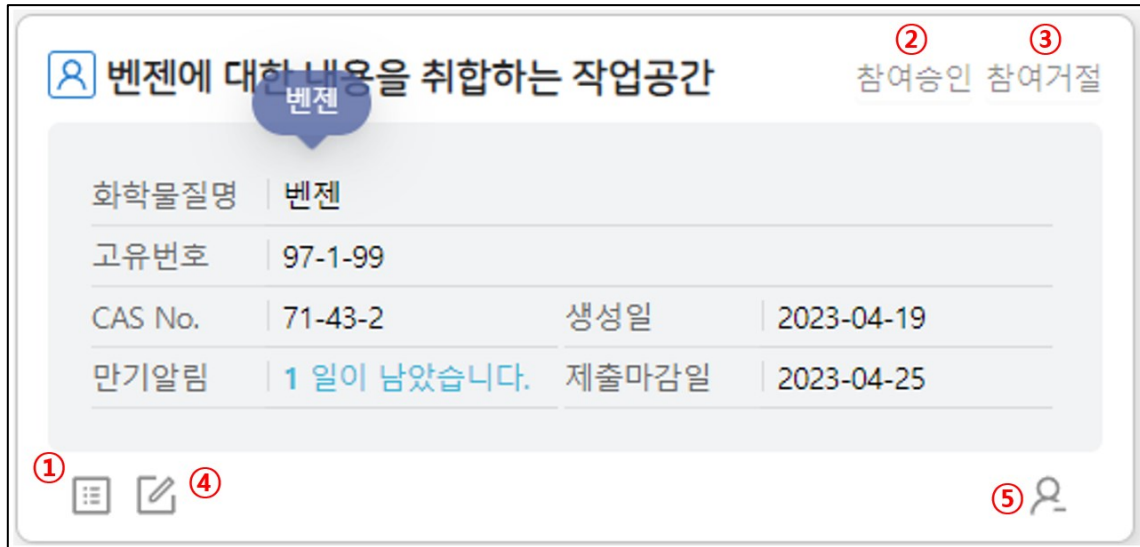 ② ③
벤젠에 대한 내용을 취합하는 작업공간 참여승인 참여거절
벤젠
화학물질명 벤젠
고유번호 97-1-99
CAS No. 71-43-2 생성일 2023-04-19
만기알림 1 일이 남았습니다. 제출마감일 2023-04-25
① ④ ⑤